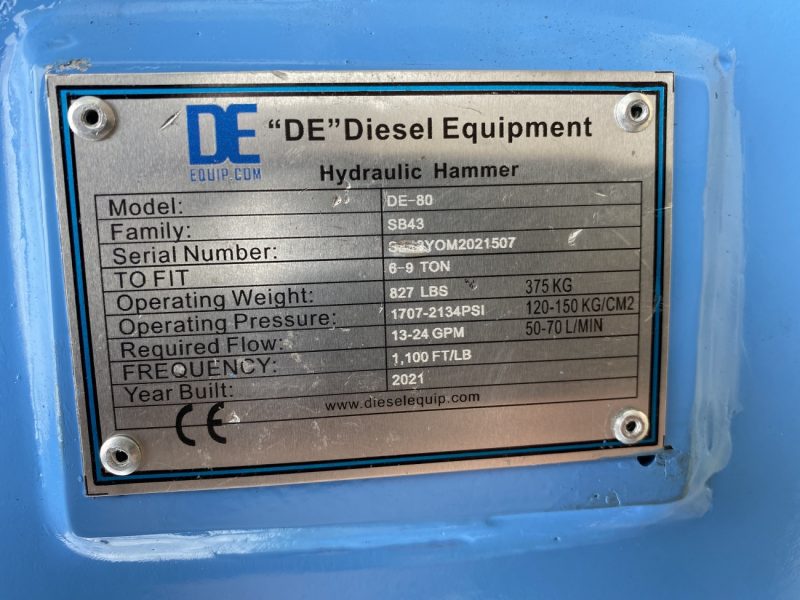 DE "DE"Diesel Equipment
EQUIP.COM
Hydraulic Hammer
Model: DE-80
Family: SB43
Serial Number:
TO FIT 6-9 TON
Operating Weight: 827 LBS 375 KG
Operating Pressure: 1707-2134PSI 120-150 KG/CM2
Required Flow: 13-24 GPM 50-70 L/MIN
FREQUENCY: 1,100 FT/LB
Year Built: 2021
CE www.dieselequip.com